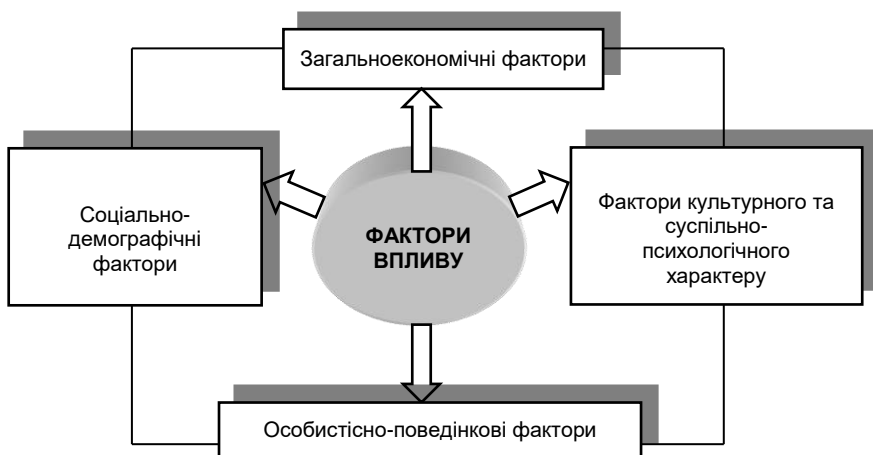 Загальноекономічні фактори
Соціально-
демографічні
фактори
ФАКТОРИ
ВПЛИВУ
Фактори культурного та
суспільно-
психологічного
характеру
Особистісно-поведінкові фактори